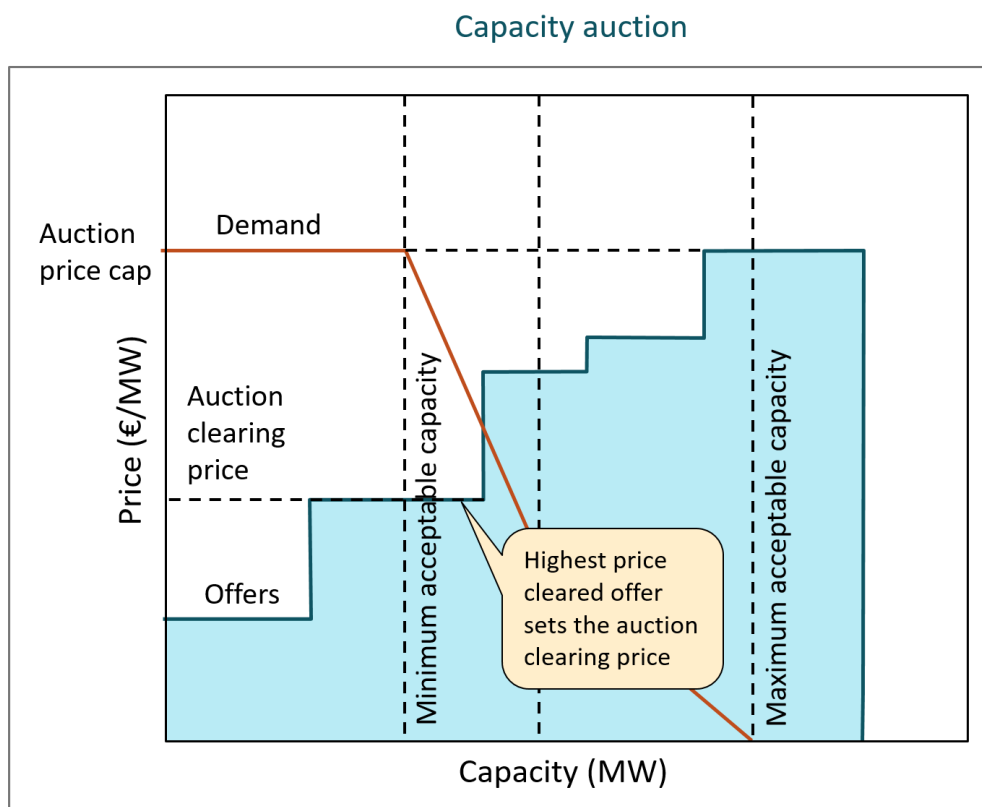 Capacity auction
Demand
Auction
price cap
Auction
clearing
price
Price (€/MW)
Minimum acceptable capacity
Maximum acceptable capacity
Highest price
cleared offer
sets the auction
clearing price
Offers
Capacity (MW)